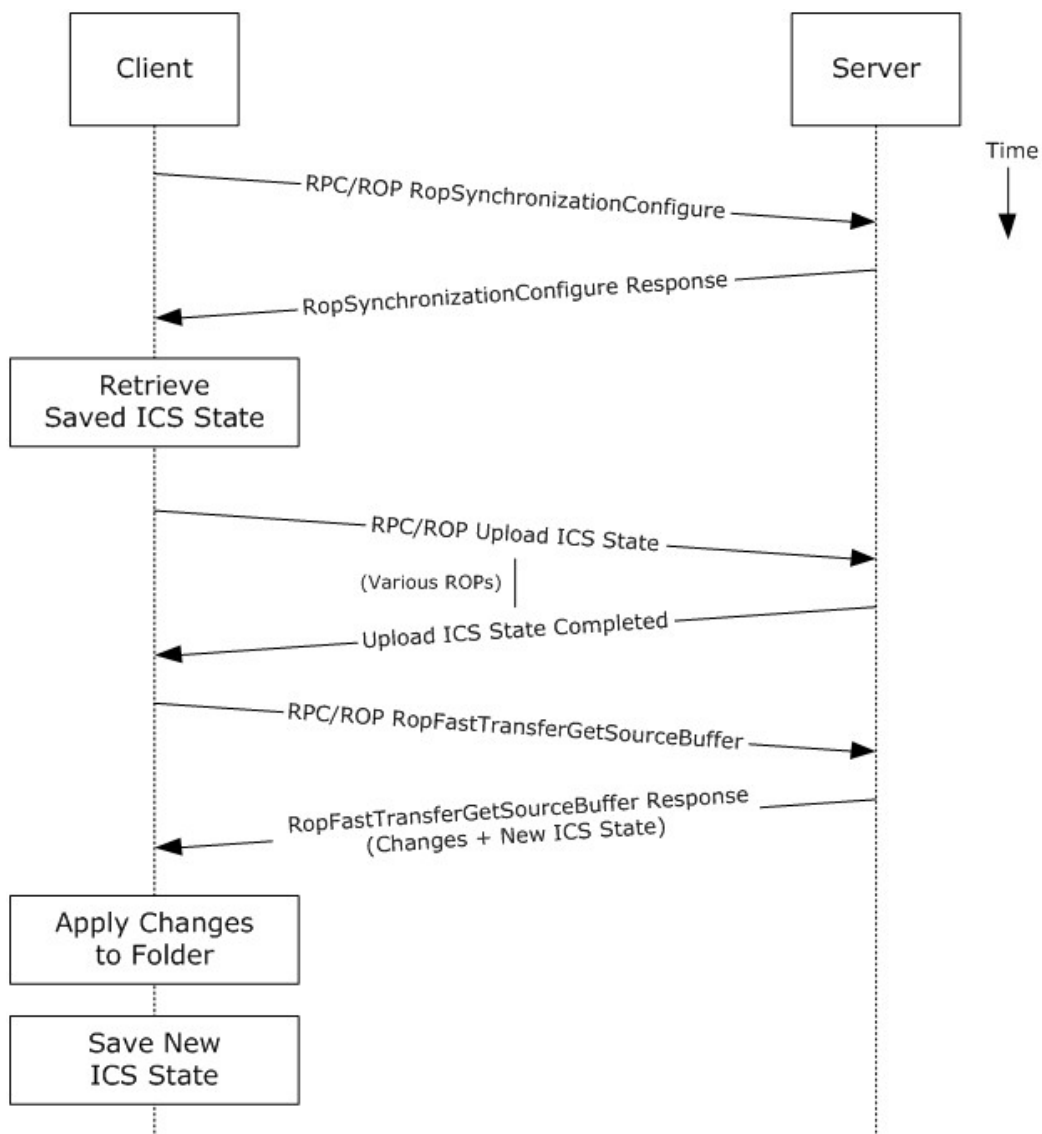 Client
Server
Time
RPC/ROP RopSynchronizationConfigure
RopSynchronizationConfigure Response
Retrieve
Saved ICS State
RPC/ROP Upload ICS State
(Various ROPs)
Upload ICS State Completed
RPC/ROP RopFastTransferGetSourceBuffer
RopFastTransferGetSourceBuffer Response
(Changes + New ICS State)
Apply Changes
to Folder
Save New
ICS State